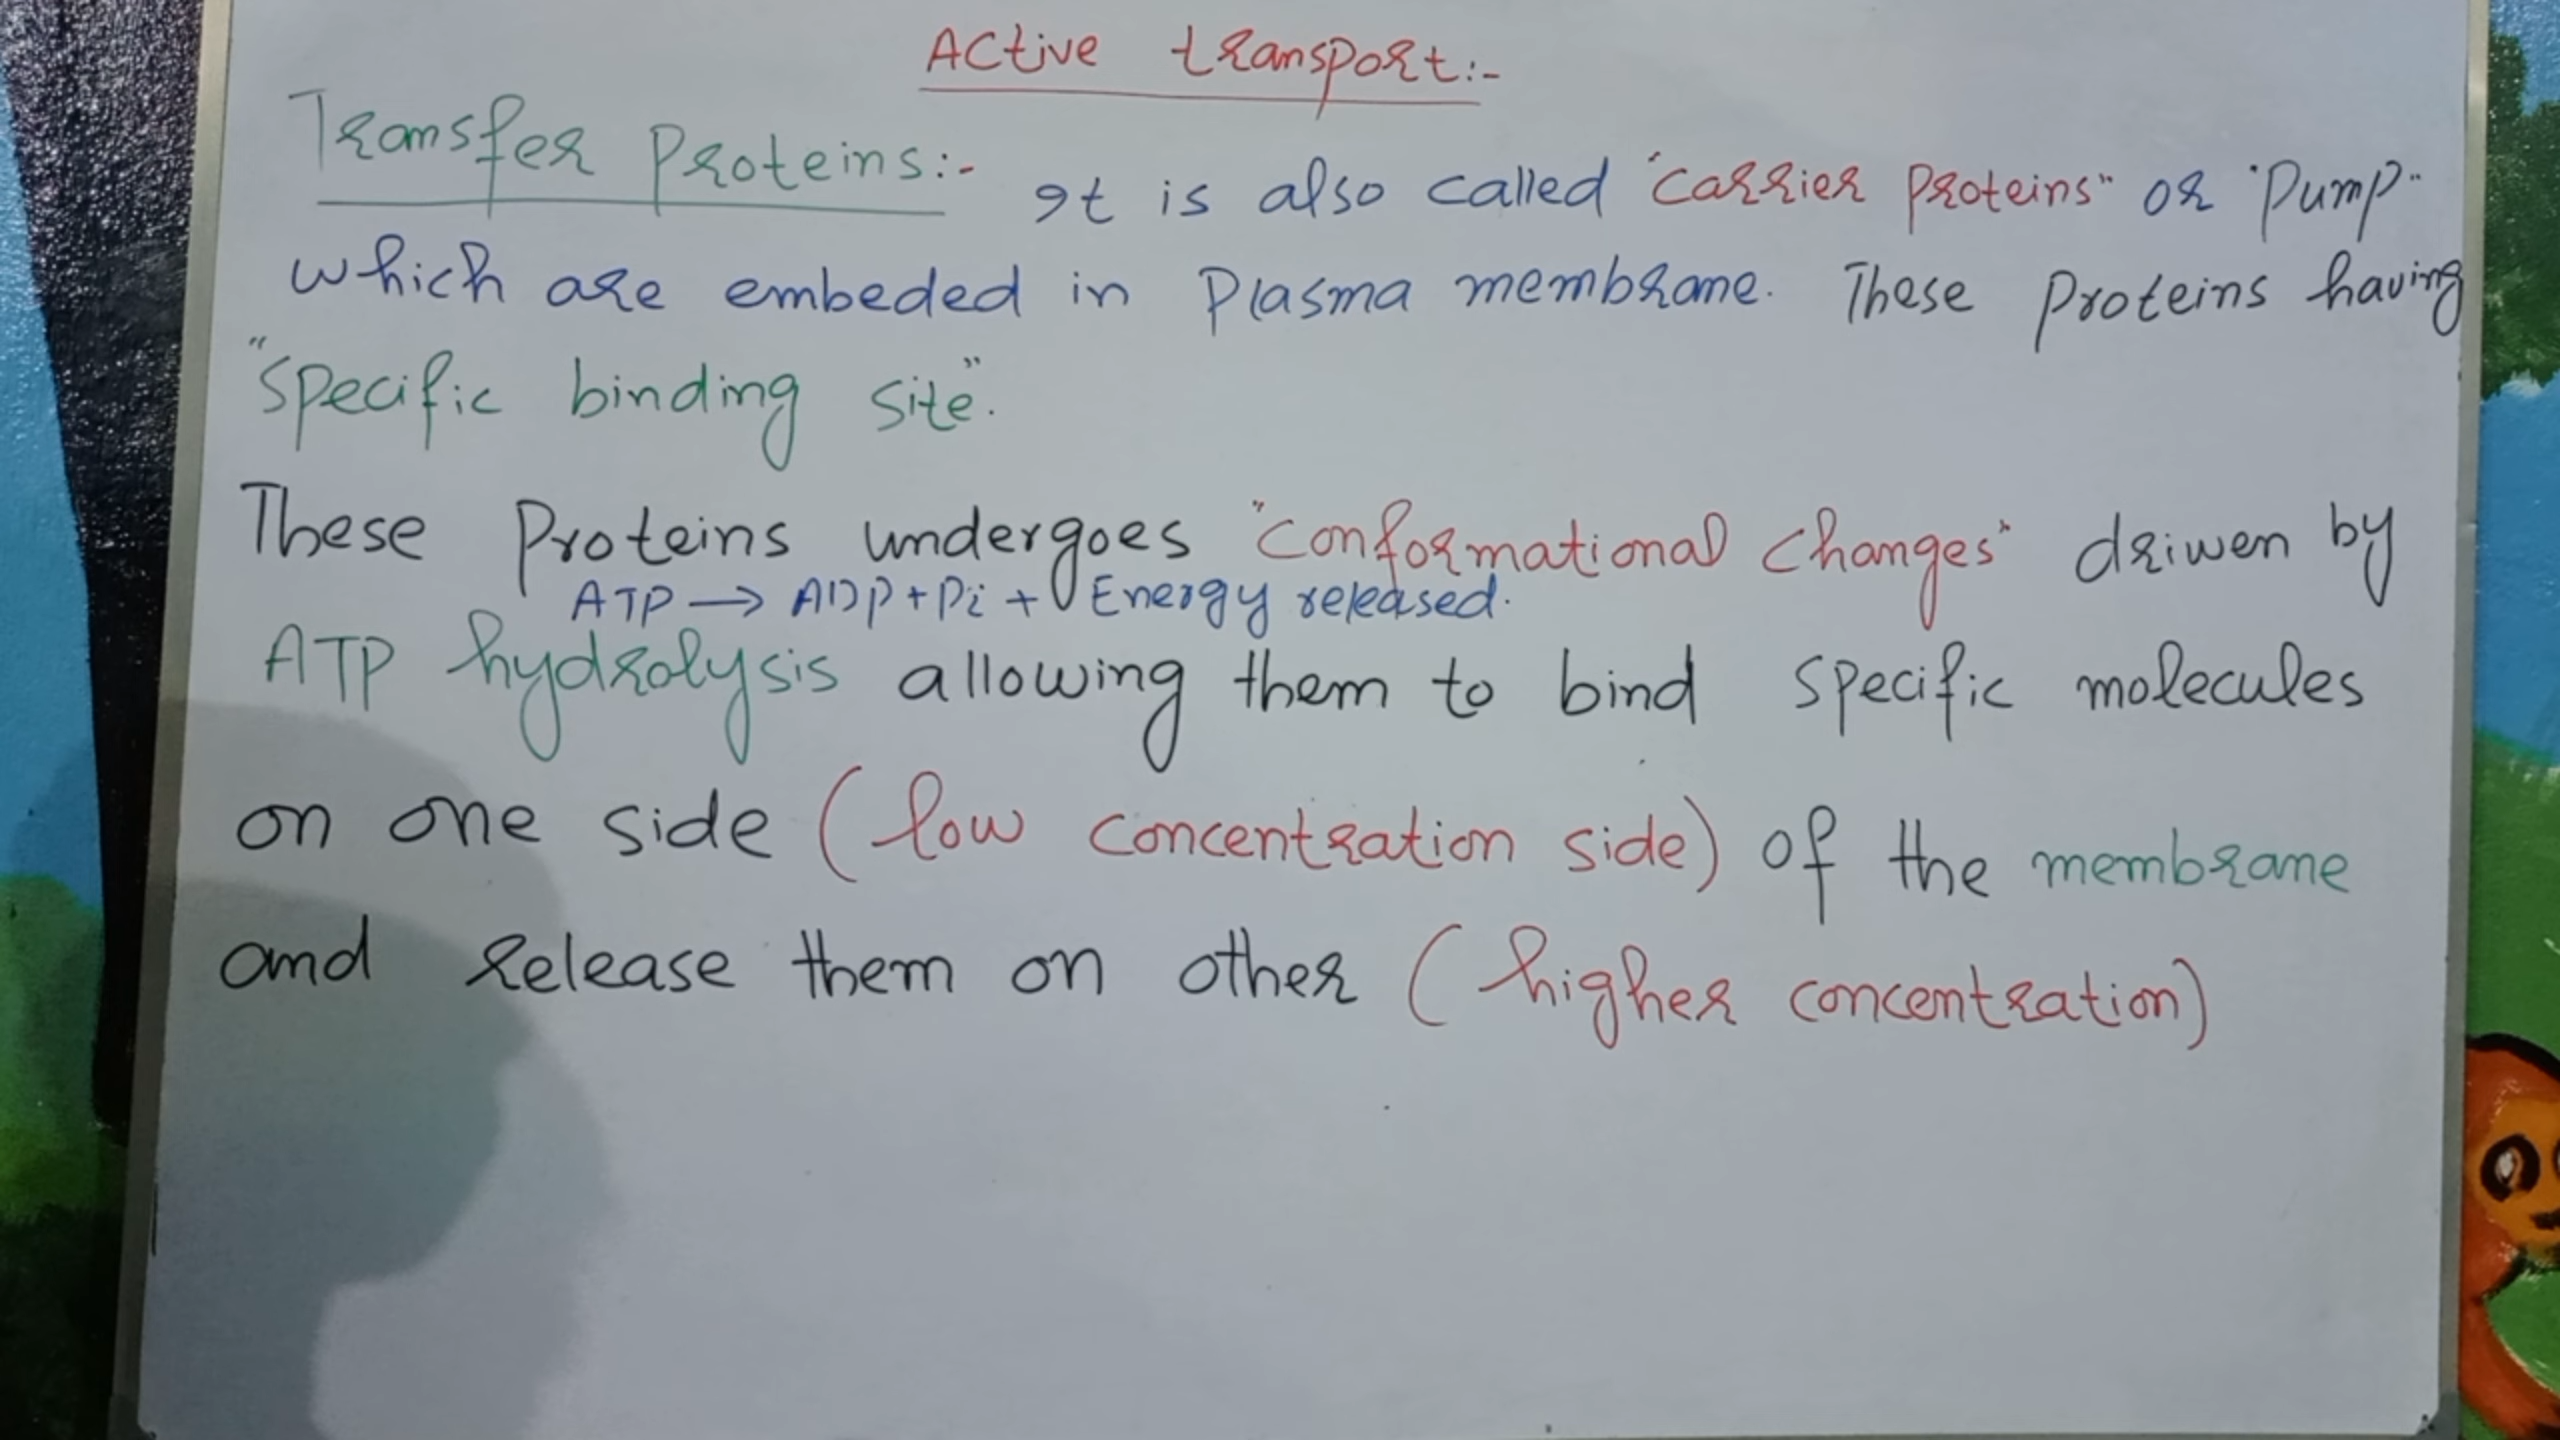 Active transport:-
Transfer Proteins:- It is also called "carrier proteins" or "Pump"
which are embeded in Plasma membrane. These Proteins having
"Specific binding site".
These Proteins undergoes "conformational changes" driwen by
ATP → ADP + Pi + Energy released.
ATP hydrolysis allowing them to bind specific molecules
on one side (low concentration side) of the membrane
and release them on other (higher concentration)